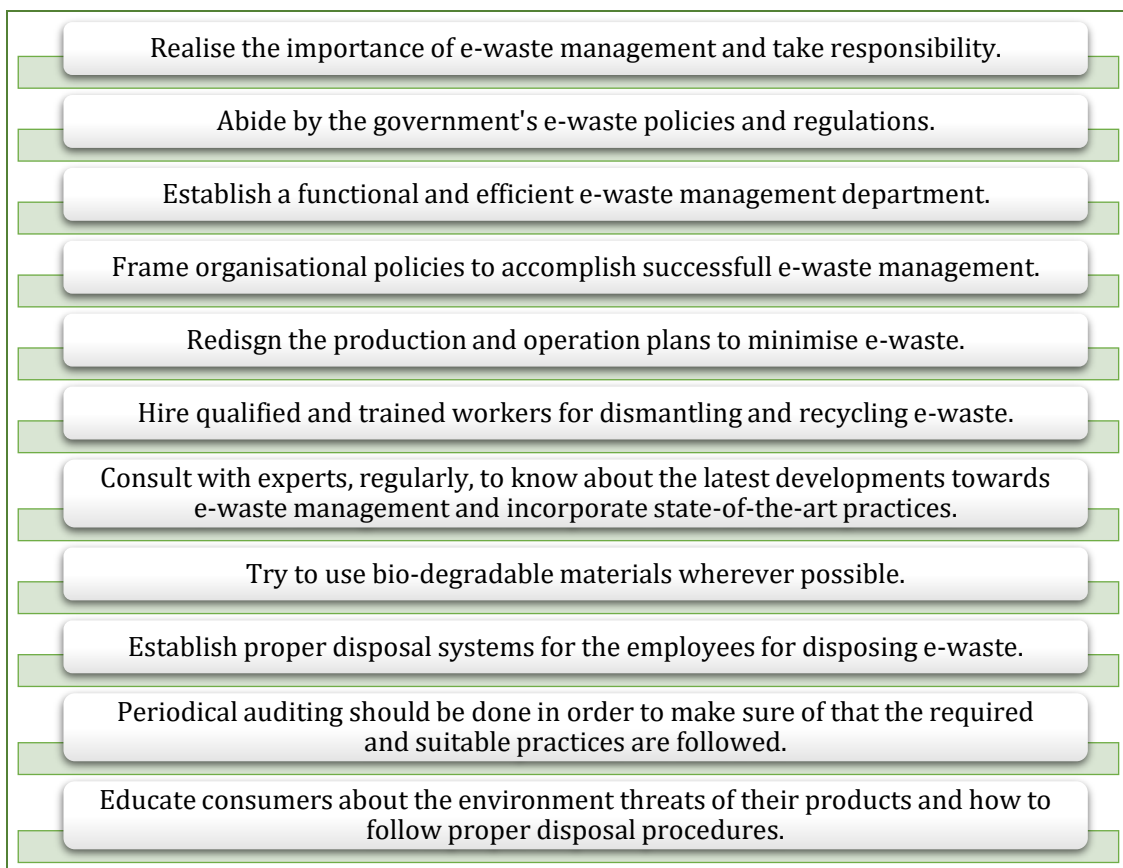 Realise the importance of e-waste management and take responsibility.
Abide by the government's e-waste policies and regulations.
Establish a functional and efficient e-waste management department.
Frame organisational policies to accomplish successfull e-waste management.
Redisgn the production and operation plans to minimise e-waste.
Hire qualified and trained workers for dismantling and recycling e-waste.
Consult with experts, regularly, to know about the latest developments towards
e-waste management and incorporate state-of-the-art practices.
Try to use bio-degradable materials wherever possible.
Establish proper disposal systems for the employees for disposing e-waste.
Periodical auditing should be done in order to make sure of that the required
and suitable practices are followed.
Educate consumers about the environment threats of their products and how to
follow proper disposal procedures.